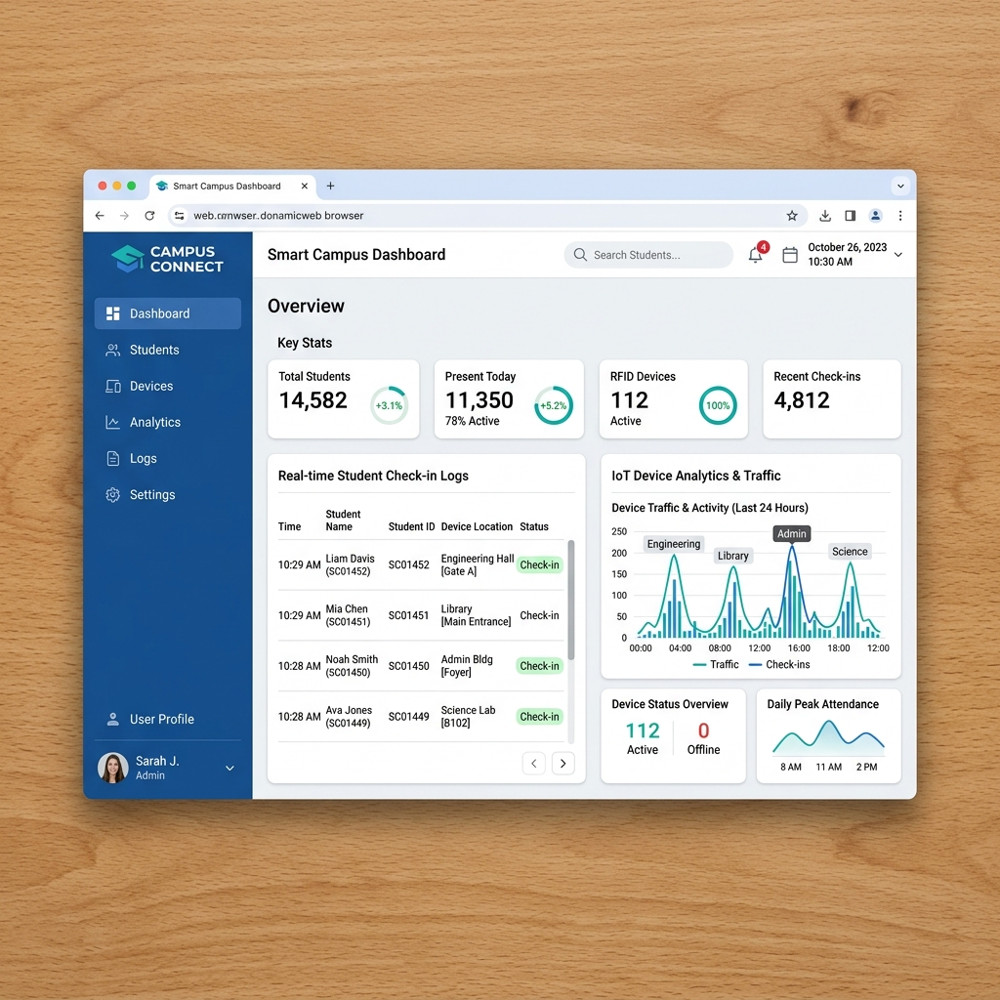 Smart Campus Dashboard
web.cmnwser.donamicweb browser
CAMPUS
CONNECT
Smart Campus Dashboard
Search Students...
4
October 26, 2023
10:30 AM
Dashboard
Students
Devices
Analytics
Logs
Settings
User Profile
Sarah J.
Admin
Overview
Key Stats
Total Students
14,582
+3.1%
Present Today
11,350
78% Active
+5.2%
RFID Devices
112
Active
100%
Recent Check-ins
4,812
Real-time Student Check-in Logs
Time Student Name Student ID Device Location Status
10:29 AM Liam Davis (SC01452) SC01452 Engineering Hall [Gate A] Check-in
10:29 AM Mia Chen (SC01451) SC01451 Library [Main Entrance] Check-in
10:28 AM Noah Smith (SC01450) SC01450 Admin Bldg [Foyer] Check-in
10:28 AM Ava Jones (SC01449) SC01449 Science Lab [B102] Check-in
IoT Device Analytics & Traffic
Device Traffic & Activity (Last 24 Hours)
250
200
150
100
50
0
Engineering
Library
Admin
Science
00:00 04:00 08:00 12:00 16:00 18:00 12:00
Traffic Check-ins
Device Status Overview
112
Active
0
Offline
Daily Peak Attendance
8 AM 11 AM 2 PM